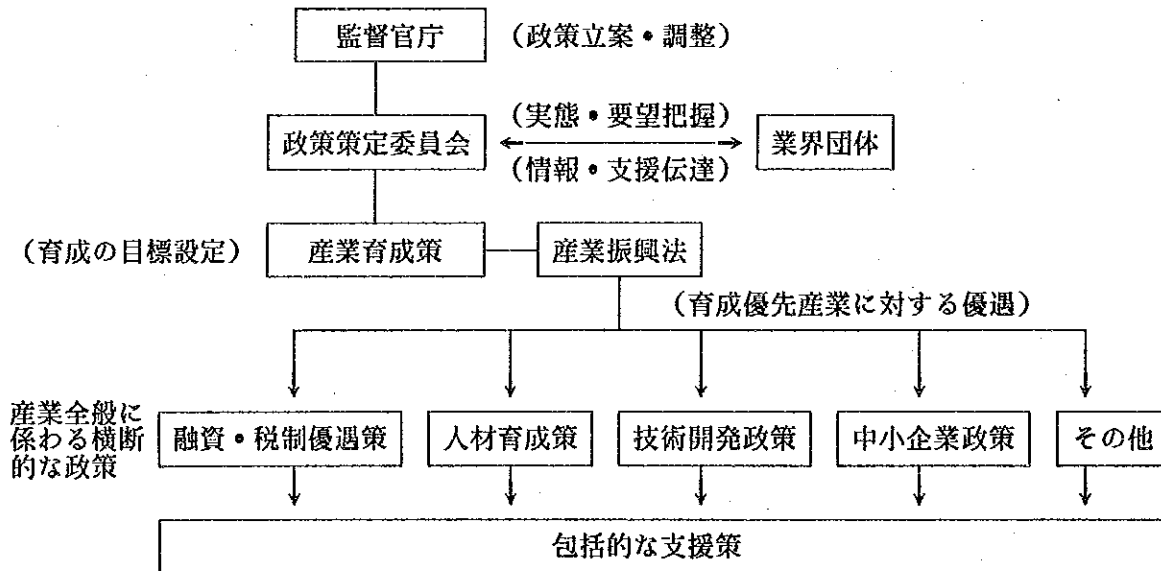 監督官庁 (政策立案・調整)
(実態・要望把握)
政策策定委員会 業界団体
(情報・支援伝達)
(育成の目標設定) 産業育成策 産業振興法
(育成優先産業に対する優遇)
産業全般に
係わる横断
的な政策
融資・税制優遇策 人材育成策 技術開発政策 中小企業政策 その他
包括的な支援策